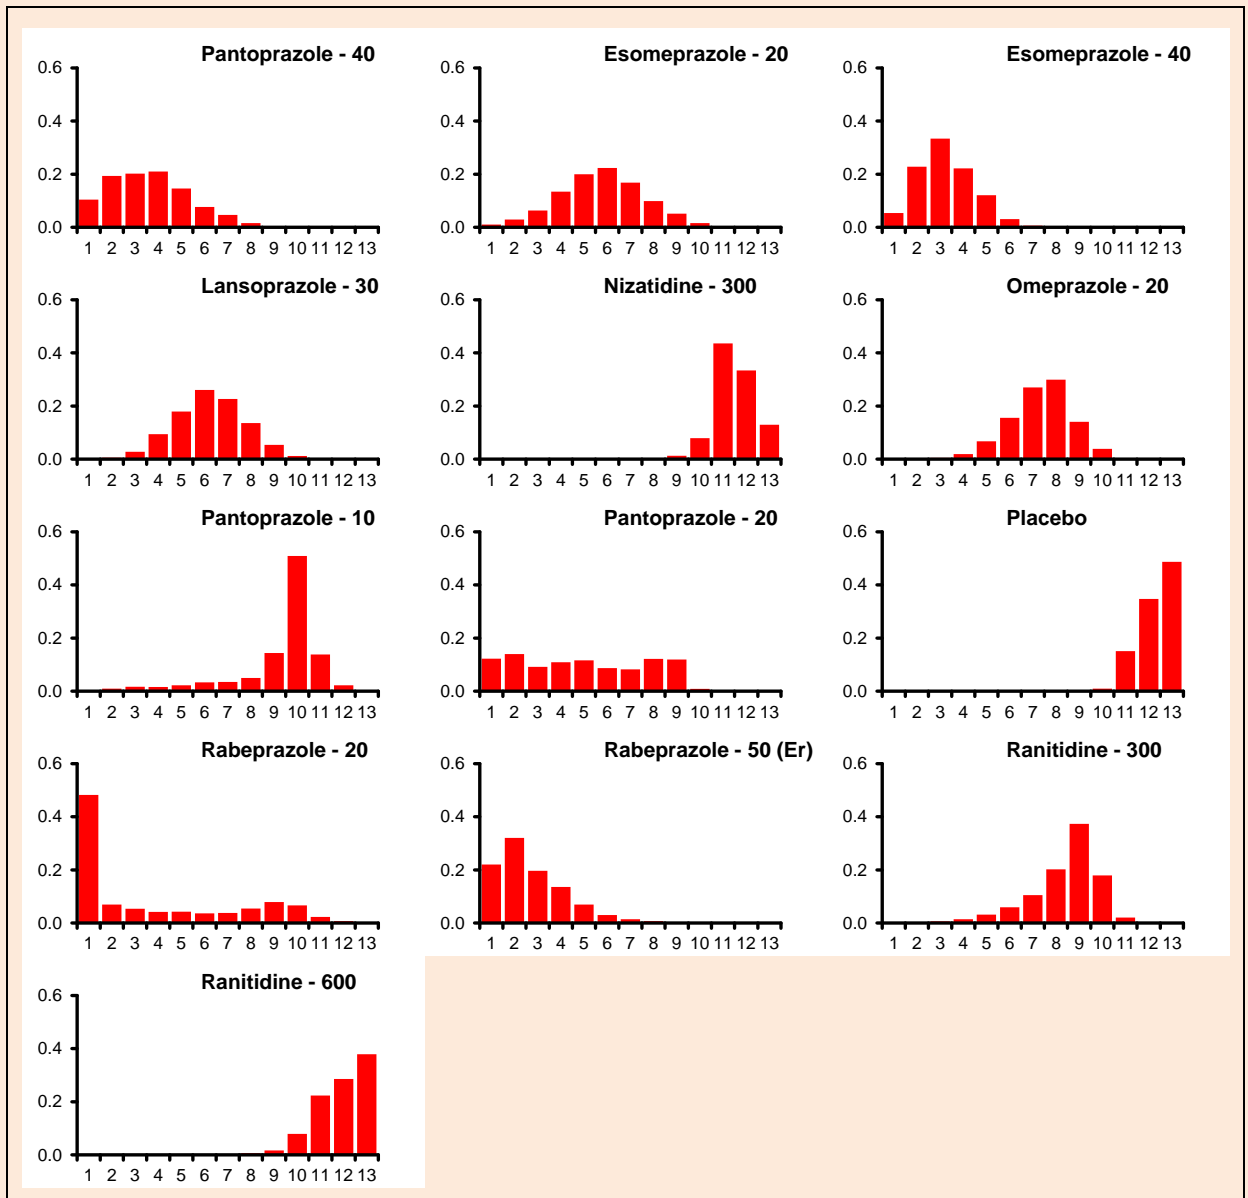 Pantoprazole - 40
0.6
0.4
0.2
0.0
1 2 3 4 5 6 7 8 9 10 11 12 13
Esomeprazole - 20
0.6
0.4
0.2
0.0
1 2 3 4 5 6 7 8 9 10 11 12 13
Esomeprazole - 40
0.6
0.4
0.2
0.0
1 2 3 4 5 6 7 8 9 10 11 12 13
Lansoprazole - 30
0.6
0.4
0.2
0.0
1 2 3 4 5 6 7 8 9 10 11 12 13
Nizatidine - 300
0.6
0.4
0.2
0.0
1 2 3 4 5 6 7 8 9 10 11 12 13
Omeprazole - 20
0.6
0.4
0.2
0.0
1 2 3 4 5 6 7 8 9 10 11 12 13
Pantoprazole - 10
0.6
0.4
0.2
0.0
1 2 3 4 5 6 7 8 9 10 11 12 13
Pantoprazole - 20
0.6
0.4
0.2
0.0
1 2 3 4 5 6 7 8 9 10 11 12 13
Placebo
0.6
0.4
0.2
0.0
1 2 3 4 5 6 7 8 9 10 11 12 13
Rabeprazole - 20
0.6
0.4
0.2
0.0
1 2 3 4 5 6 7 8 9 10 11 12 13
Rabeprazole - 50 (Er)
0.6
0.4
0.2
0.0
1 2 3 4 5 6 7 8 9 10 11 12 13
Ranitidine - 300
0.6
0.4
0.2
0.0
1 2 3 4 5 6 7 8 9 10 11 12 13
Ranitidine - 600
0.6
0.4
0.2
0.0
1 2 3 4 5 6 7 8 9 10 11 12 13